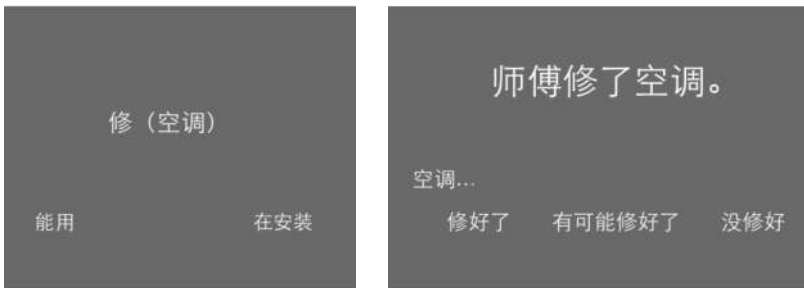 修（空调）
能用 在安装
师傅修了空调。
空调...
修好了 有可能修好了 没修好